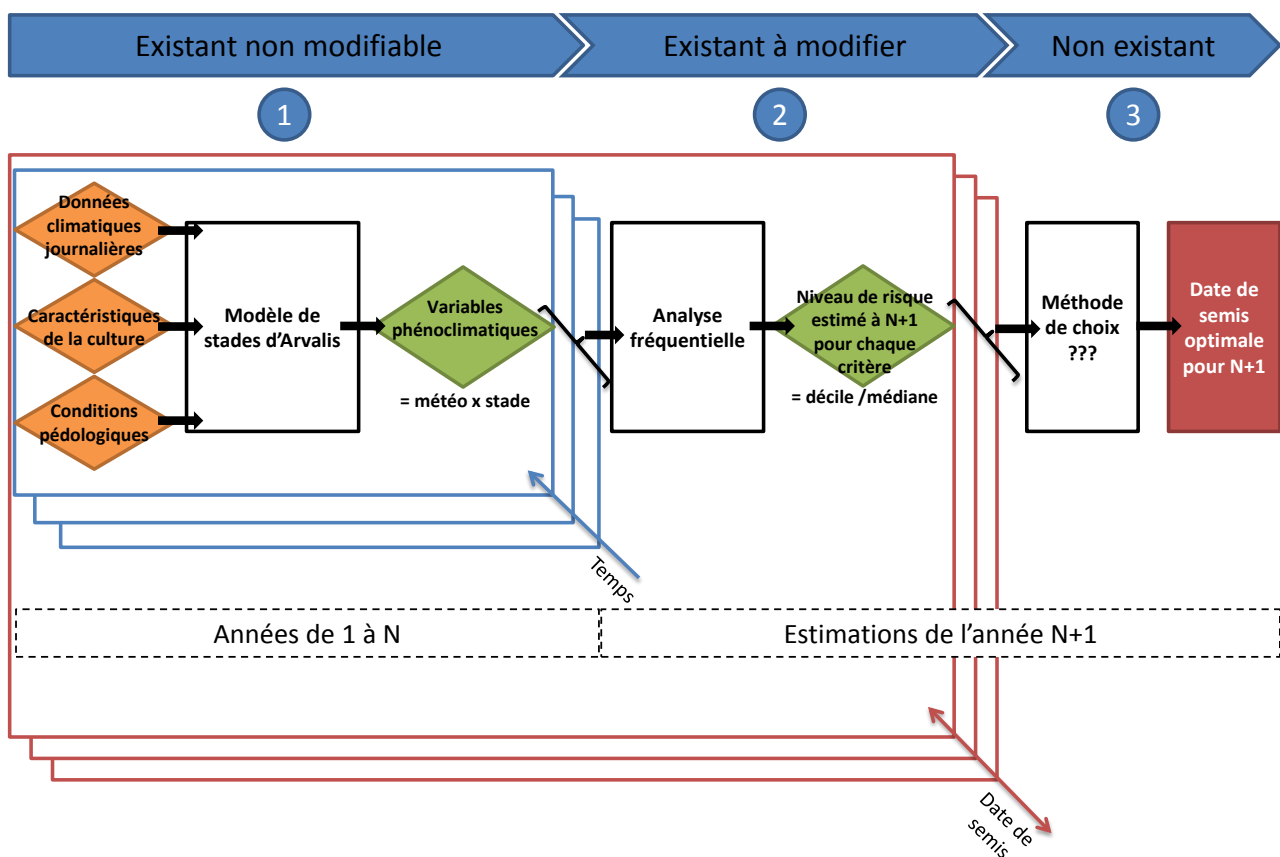 Existant non modifiable
Existant à modifier
Non existant
1
2
3
Données
climatiques
journalières
Caractéristiques
de la culture
Conditions
pédologiques
Modèle de
stades d'Arvalis
Variables
phénoclimatiques
= météo x stade
Analyse
fréquentielle
Niveau de risque
estimé à N+1
pour chaque
critère
= décile /médiane
Méthode
de choix
???
Date de
semis
optimale
pour N+1
Temps
Années de 1 à N
Estimations de l'année N+1
Date de
semis